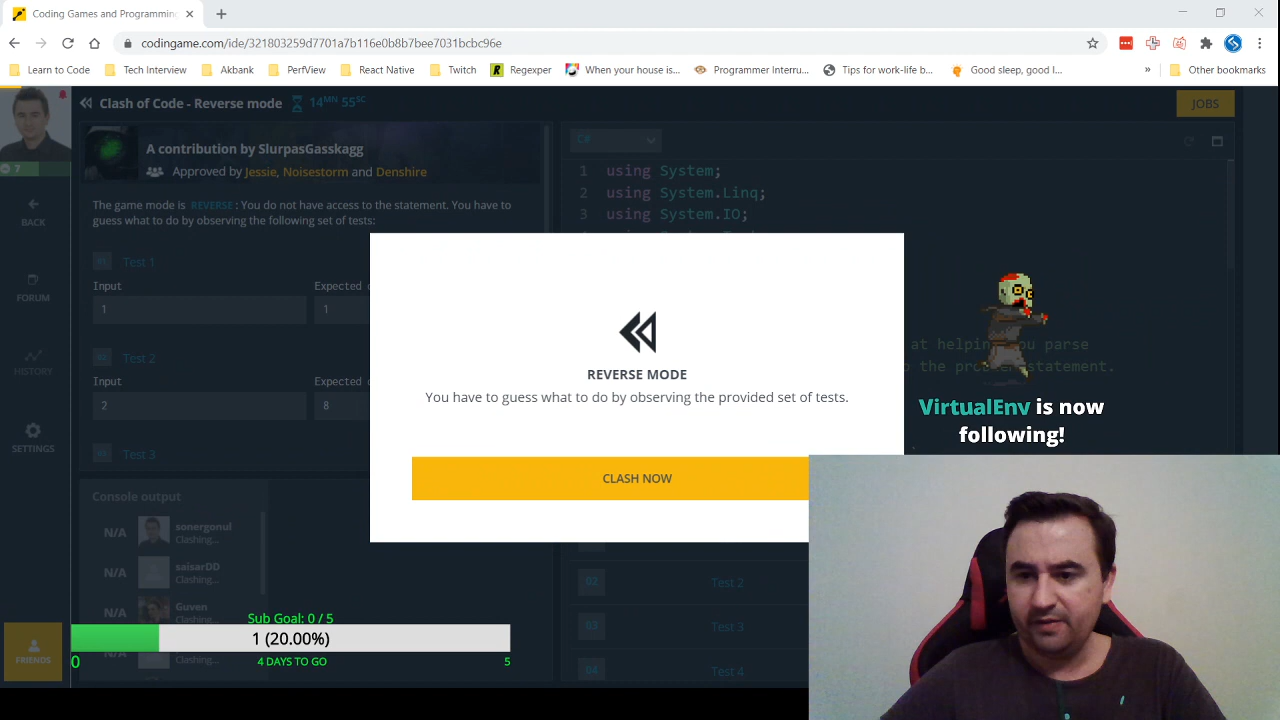 Coding Games and Programming
codingame.com/ide/321803259d7701a7b116e0b8b7bee7031bcbc96e
Learn to Code
Tech Interview
Akbank
PerfView
React Native
Twitch
Regexper
When your house is...
Programmer Interru...
Tips for work-life b...
Good sleep, good l...
»
Other bookmarks
Clash of Code - Reverse mode
14MN 55SC
JOBS
7
A contribution by SlurpasGasskagg
Approved by Jessie, Noisestorm and Denshire
The game mode is REVERSE: You do not have access to the statement. You have to
guess what to do by observing the following set of tests:
01 Test 1
Input
Expected
1
1
02 Test 2
Input
Expected
2
8
03 Test 3
BACK
FORUM
HISTORY
SETTINGS
FRIENDS
C#
1 using System;
2 using System.Linq;
3 using System.IO;
at helping you parse
the problem statement.
REVERSE MODE
You have to guess what to do by observing the provided set of tests.
CLASH NOW
VirtualEnv is now
following!
Console output
N/A
sonergonul
Clashing...
N/A
saisarDD
Clashing...
N/A
Guven
Clashing...
02 Test 2
03 Test 3
04 Test 4
Sub Goal: 0 / 5
1 (20.00%)
0
4 DAYS TO GO
5